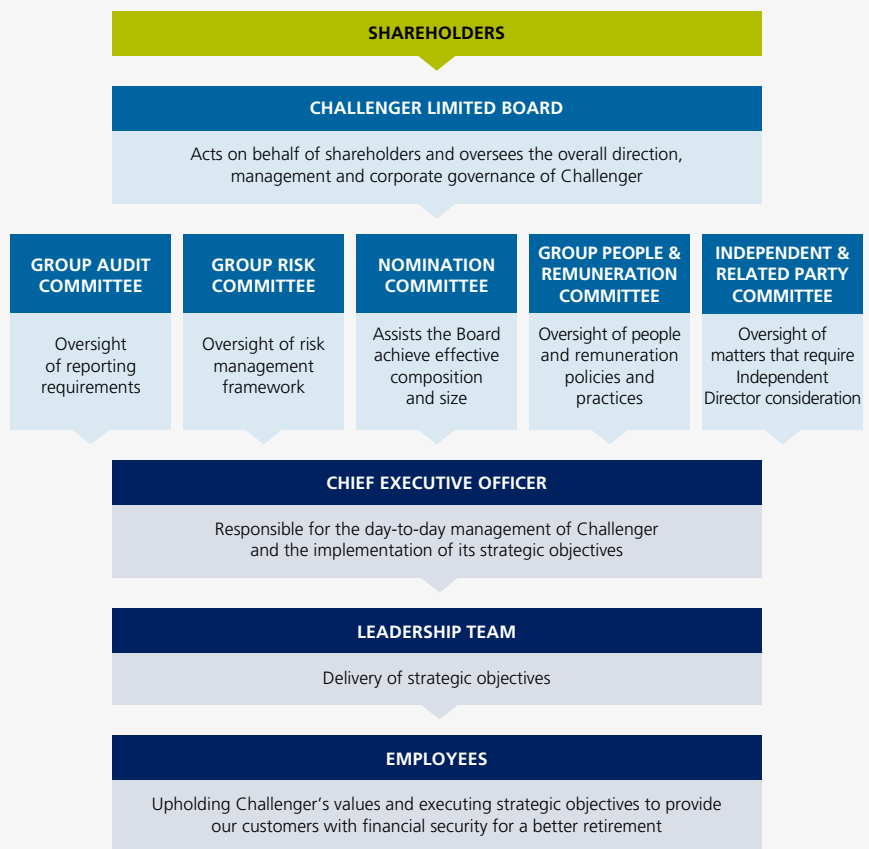 SHAREHOLDERS
CHALLENGER LIMITED BOARD
Acts on behalf of shareholders and oversees the overall direction,
management and corporate governance of Challenger
GROUP AUDIT
COMMITTEE
Oversight
of reporting
requirements
GROUP RISK
COMMITTEE
Oversight of risk
management
framework
NOMINATION
COMMITTEE
Assists the Board
achieve effective
composition
and size
GROUP PEOPLE &
REMUNERATION
COMMITTEE
Oversight of people
and remuneration
policies and
practices
INDEPENDENT &
RELATED PARTY
COMMITTEE
Oversight of
matters that require
Independent
Director consideration
CHIEF EXECUTIVE OFFICER
Responsible for the day-to-day management of Challenger
and the implementation of its strategic objectives
LEADERSHIP TEAM
Delivery of strategic objectives
EMPLOYEES
Upholding Challenger’s values and executing strategic objectives to provide
our customers with financial security for a better retirement